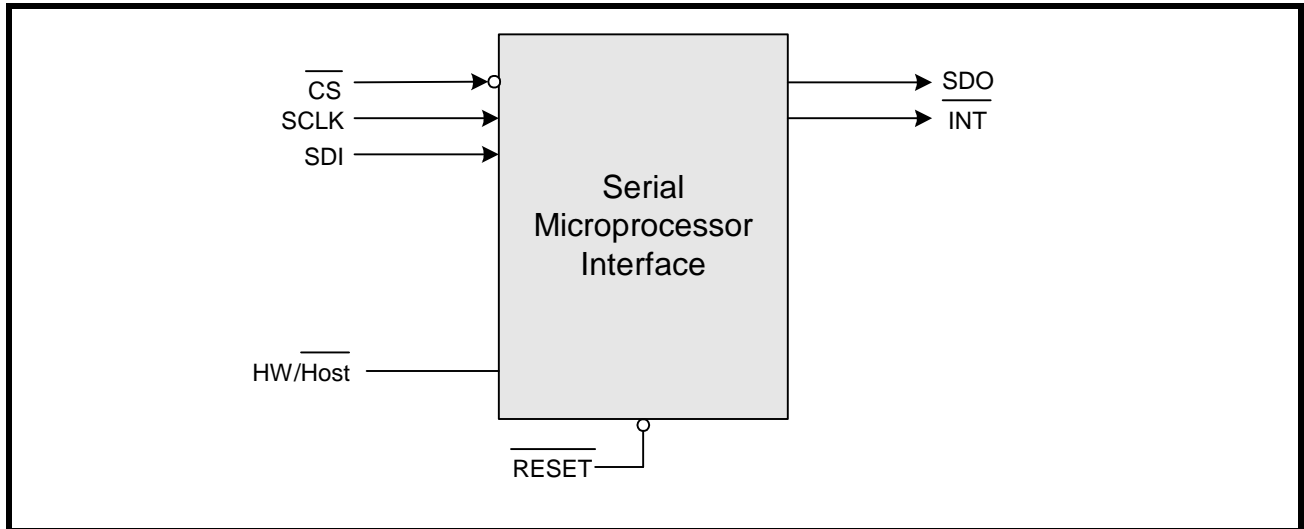 CS
SCLK
SDI
HW/Host
Serial
Microprocessor
Interface
SDO
INT
RESET